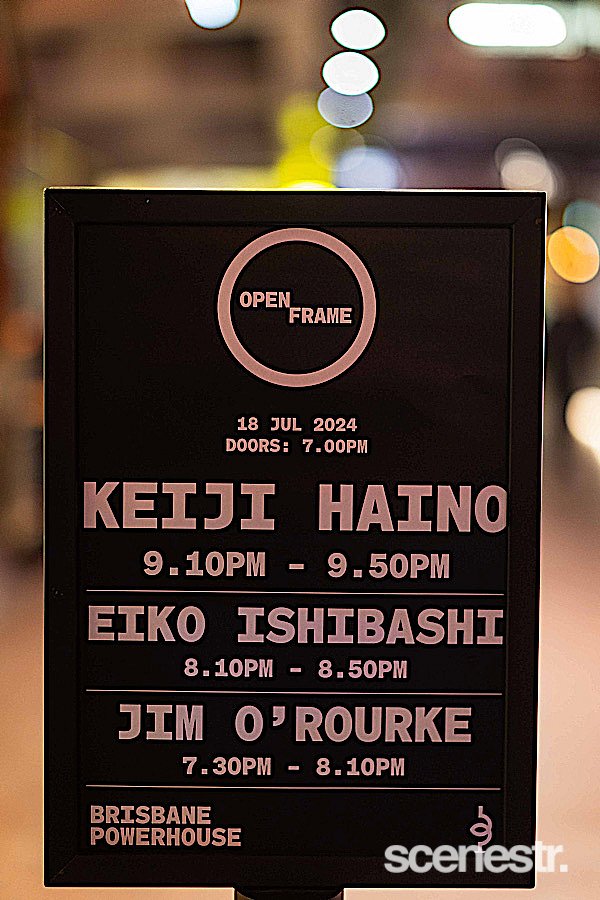 OPEN
FRAME
18 JUL 2024
DOORS: 7.00PM
KEIJI HAINO
9.10PM – 9.50PM
EIKO ISHIBASHI
8.10PM – 8.50PM
JIM O’ROURKE
7.30PM – 8.10PM
BRISBANE
POWERHOUSE
scenestr.